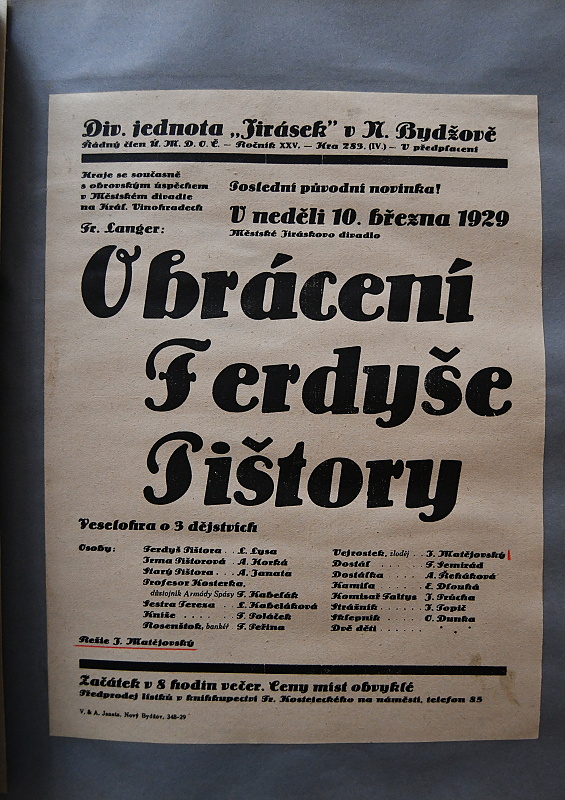 Div. jednota „Jirásek" v N. Bydžově
Řádný člen Ú. M. D. O. Č. — Ročník XXV. — Hra 283. (IV.) — V předplacení
Hraje se současně
s obrovským úspěchem
v Městském divadle
na Král. Vinohradech
Poslední původní novinka!
V neděli 10. března 1929
Městské Jiráskovo divadlo
Fr. Langer:
Obrácení
Ferdyše
Pištory
Veselohra o 3 dějstvích
Osoby:
Ferdyš Pištora . . L. Lysa
Irma Pištorová . A. Horká
Starý Pištora . . A. Janata
Profesor Kosterka,
důstojník Armády Spásy F. Kabelák
Sestra Tereza . . L. Kobeláková
Kníže . . . . F. Poláček
Rosenštok, bankéř F. Peřina
Vejrostek, zloděj . . J. Matějovský
Dostál . . . . . F. Semirád
Dostálka . . . . A. Řeháková
Kamila . . . . E. Dlouhá
Komisař Faltys . J. Průcha
Strážník . . . . J. Topič
Sklepník . . . . O. Dunka
Dvě děti . . . . . " "
Režie J. Matějovský
Začátek v 8 hodin večer. Ceny míst obvyklé
Předprodej lístků v knihkupectví Fr. Kosteleckého na náměstí, telefon 85
V. & A. Janata, Nový Bydžov, 348-29